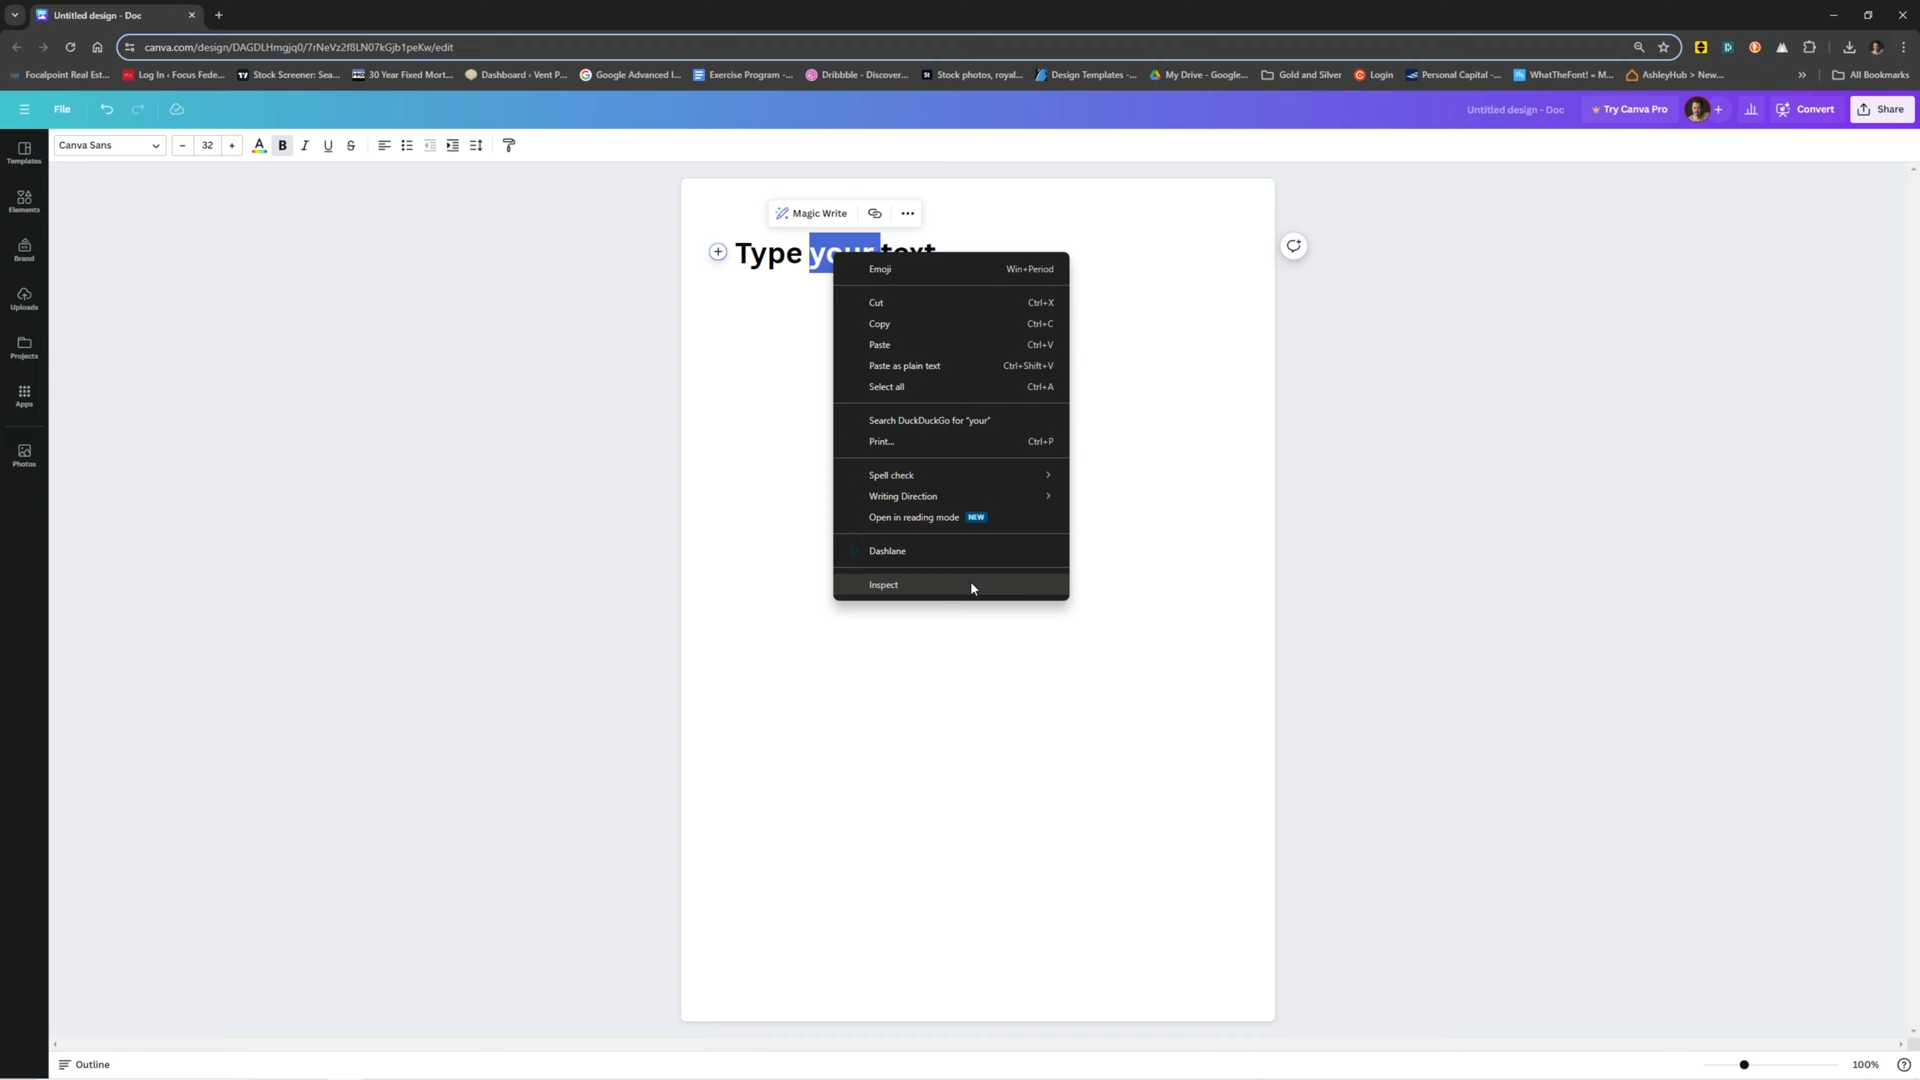 Untitled design - Doc
canva.com/design/DAGDLHmgjq0/7rNeVz2f8LN07kGjb1peKw/edit
Focalpoint Real Est...
Log In ‹ Focus Fede...
Stock Screener: Sea...
30 Year Fixed Mort...
Dashboard ‹ Vent P...
Google Advanced I...
Exercise Program -...
Dribbble - Discover...
Stock photos, royal...
Design Templates -...
My Drive - Google...
Gold and Silver
Login
Personal Capital -...
WhatTheFont! « M...
AshleyHub > New...
All Bookmarks
File
Untitled design - Doc
Try Canva Pro
Convert
Share
Canva Sans
32
Templates
Elements
Brand
Uploads
Projects
Apps
Photos
Magic Write
Type your text
Emoji Win+Period
Cut Ctrl+X
Copy Ctrl+C
Paste Ctrl+V
Paste as plain text Ctrl+Shift+V
Select all Ctrl+A
Search DuckDuckGo for "your"
Print... Ctrl+P
Spell check
Writing Direction
Open in reading mode NEW
Dashlane
Inspect
Outline
100%